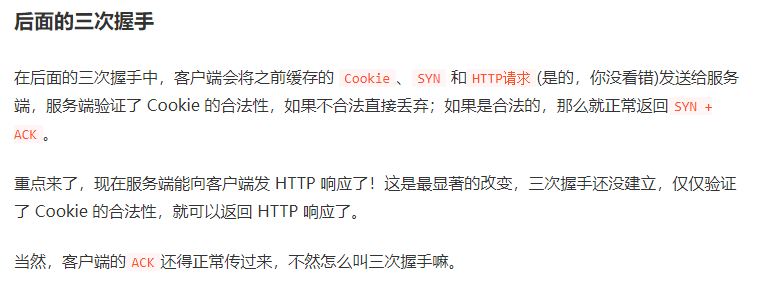 后面的三次握手
在后面的三次握手中，客户端会将之前缓存的 Cookie 、 SYN 和 HTTP请求 (是的，你没看错)发送给服务
端，服务端验证了 Cookie 的合法性，如果不合法直接丢弃；如果是合法的，那么就正常返回 SYN +
ACK 。
重点来了，现在服务端能向客户端发 HTTP 响应了！这是最显著的改变，三次握手还没建立，仅仅验证
了 Cookie 的合法性，就可以返回 HTTP 响应了。
当然，客户端的 ACK 还得正常传过来，不然怎么叫三次握手嘛。